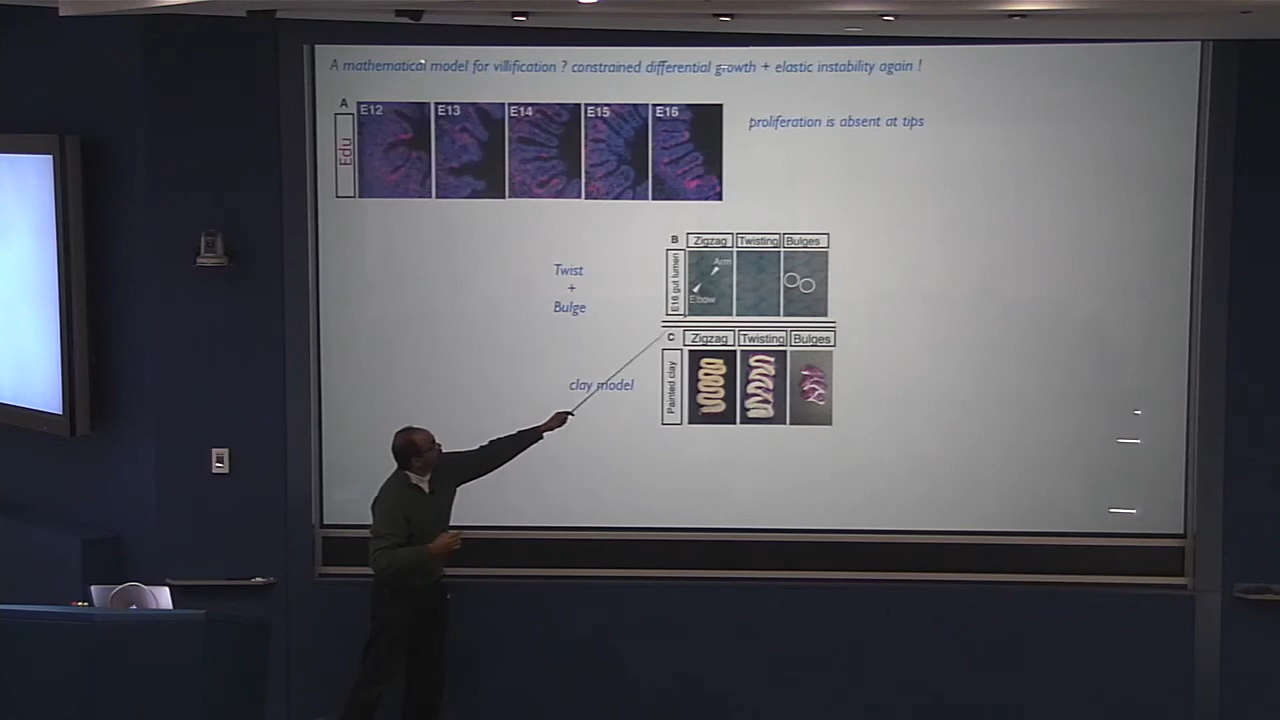 A mathematical model for villification ? constrained differential growth + elastic instability again !
A
E12 E13 E14 E15 E16
Edu
proliferation is absent at tips
Twist
+
Bulge
B
Zigzag Twisting Bulges
E16 gut lumen
Arm
Elbow
C
Zigzag Twisting Bulges
Painted clay
clay model